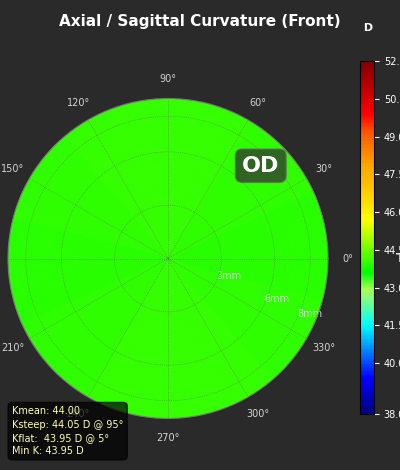 Axial / Sagittal Curvature (Front)
D
90°
120°
60°
150°
30°
OD
0°
3mm
6mm
8mm
210°
330°
300°
270°
52.
50.
49.0
47.5
46.0
44.5
43.0
41.5
40.0
38.0
Kmean: 44.00
Ksteep: 44.05 D @ 95°
Kflat: 43.95 D @ 5°
Min K: 43.95 D